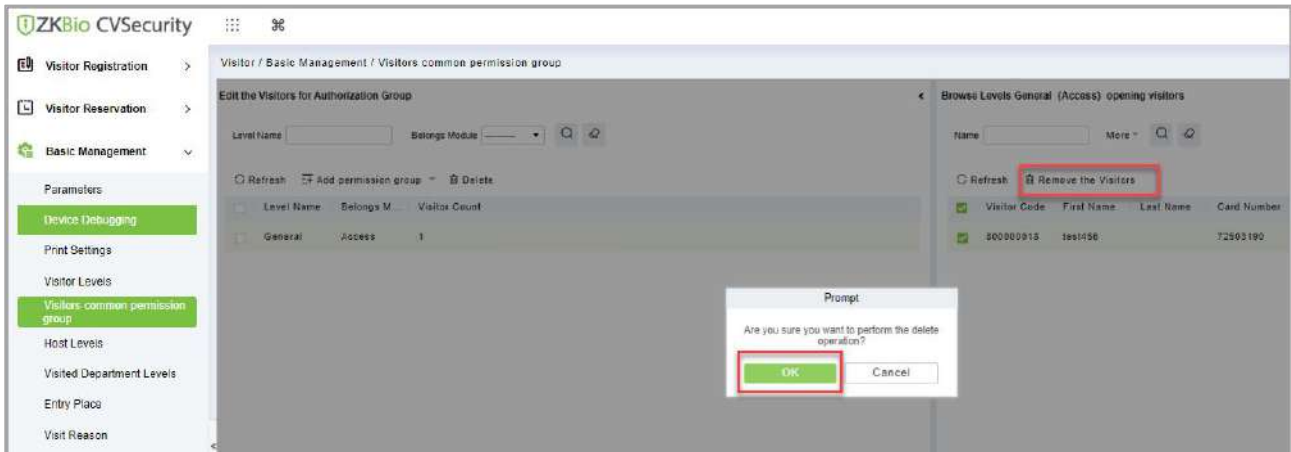 ZKBio CVSecurity
Visitor Registration
Visitor Reservation
Basic Management
Parameters
Device Debugging
Print Settings
Visitor Levels
Visitors common permission
group
Host Levels
Visited Department Levels
Entry Place
Visit Reason
Visitor / Basic Management / Visitors common permission group
Edit the Visitors for Authorization Group
Level Name Belongs Module --------
Refresh Add permission group Delete
Level Name Belongs M... Visitor Count
General Access 1
Browse Levels General (Access) opening visitors
Name More
Refresh Remove the Visitors
Visitor Code First Name Last Name Card Number
test456
Prompt
Are you sure you want to perform the delete
operation?
OK Cancel